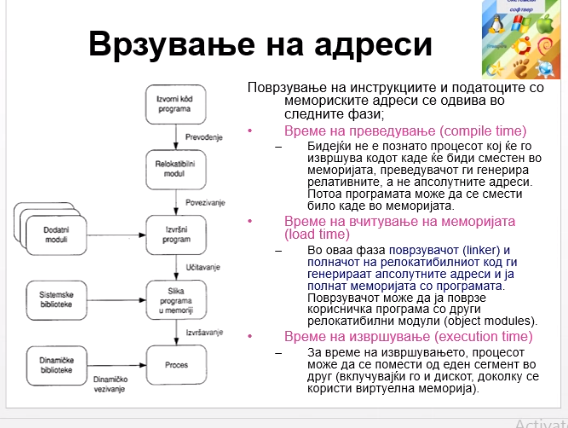 Системски
софтвер
Врзување на адреси
Izvorni kôd
programa
Prevođenje
Relokatibilni
modul
Povezivanje
Dodatni
moduli
Izvršni
program
Učitavanje
Sistemske
biblioteke
Slika
programa
u memoriji
Izvršavanje
Dinamičke
biblioteke
Dinamičko
vezivanje
Proces
Поврзување на инструкциите и податоците со
мемориските адреси се одвива во
следните фази;
• Време на преведување (compile time)
– Бидејќи не е познато процесот кој ќе го
извршува кодот каде ќе биди сместен во
меморијата, преведувачот ги генерира
релативните, а не апсолутните адреси.
Потоа програмата може да се смести
било каде во меморијата.
• Време на вчитување на меморијата
(load time)
– Во оваа фаза поврзувачот (linker) и
полначот на релокатибилниот код ги
генерираат апсолутните адреси и ја
полнат меморијата со програмата.
Поврзувачот може да ја поврзе
корисничка програма со други
релокатибилни модули (object modules).
• Време на извршување (execution time)
– За време на извршувањето, процесот
може да се помести од еден сегмент во
друг (вклучувајќи го и дискот, доколку се
користи виртуелна меморија).